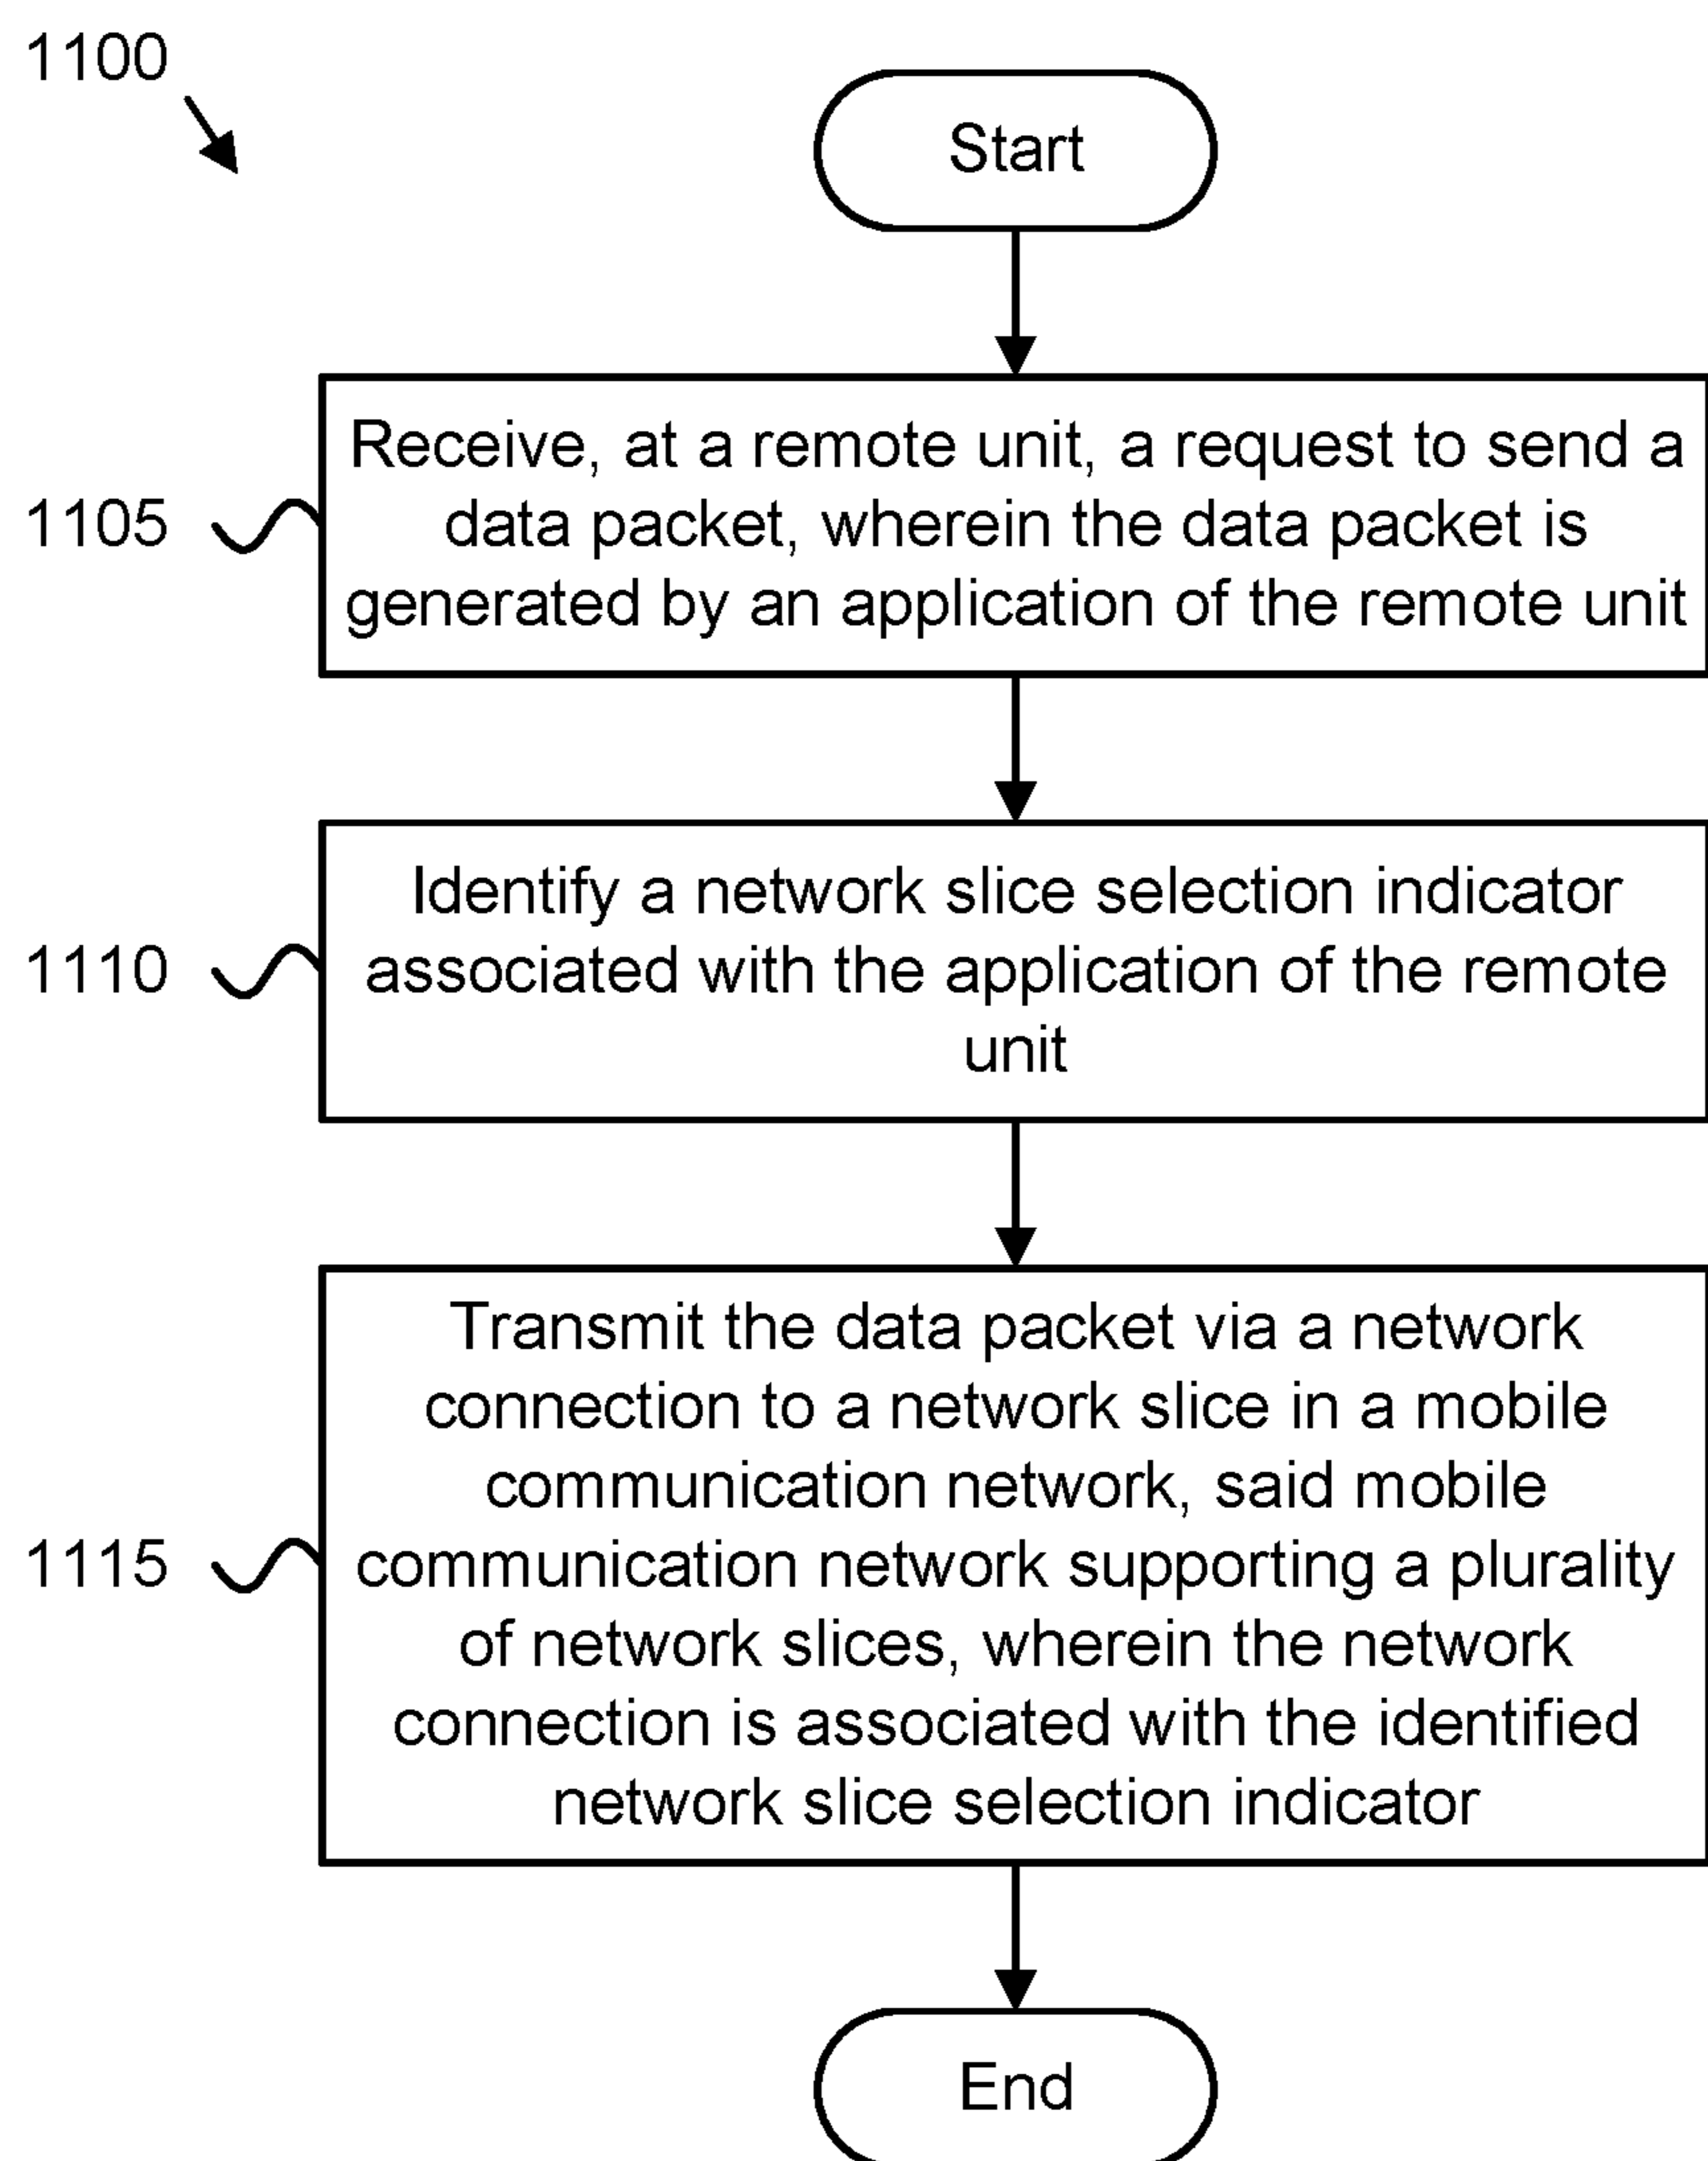 1100
Start
1105
Receive, at a remote unit, a request to send a
data packet, wherein the data packet is
generated by an application of the remote unit
1110
Identify a network slice selection indicator
associated with the application of the remote
unit
1115
Transmit the data packet via a network
connection to a network slice in a mobile
communication network, said mobile
communication network supporting a plurality
of network slices, wherein the network
connection is associated with the identified
network slice selection indicator
End